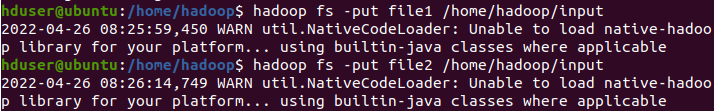 hduser@ubuntu:/home/hadoop$ hadoop fs -put file1 /home/hadoop/input
2022-04-26 08:25:59,450 WARN util.NativeCodeLoader: Unable to load native-hadoo
p library for your platform... using builtin-java classes where applicable
hduser@ubuntu:/home/hadoop$ hadoop fs -put file2 /home/hadoop/input
2022-04-26 08:26:14,749 WARN util.NativeCodeLoader: Unable to load native-hadoo
p library for your platform... using builtin-java classes where applicable